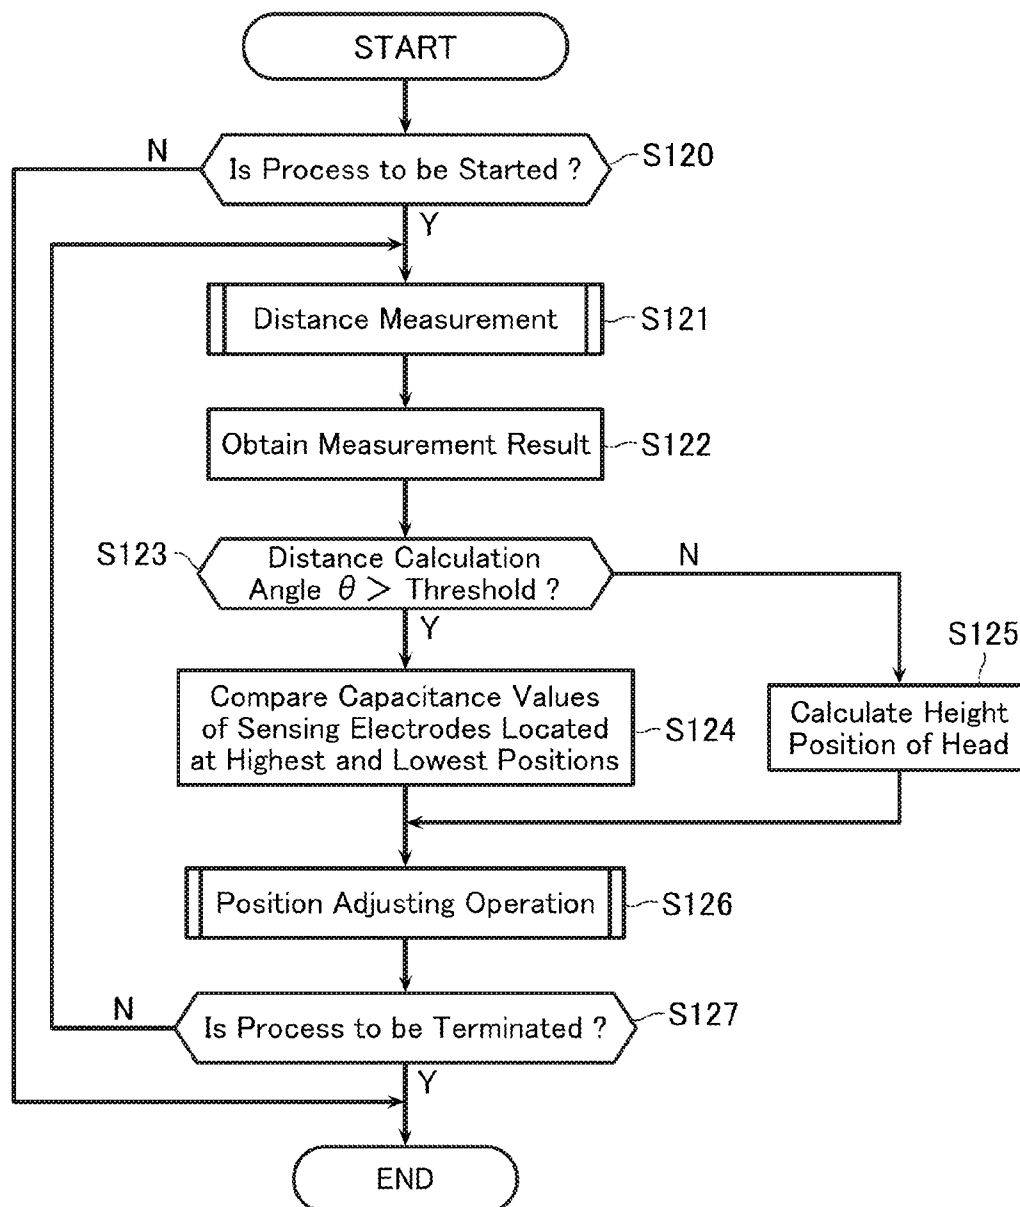 START
N
Is Process to be Started ?
S120
Y
Distance Measurement
S121
Obtain Measurement Result
S122
S123
Distance Calculation
Angle θ > Threshold ?
N
Y
S125
Compare Capacitance Values
of Sensing Electrodes Located
at Highest and Lowest Positions
S124
Calculate Height
Position of Head
Position Adjusting Operation
S126
N
Is Process to be Terminated ?
S127
Y
END